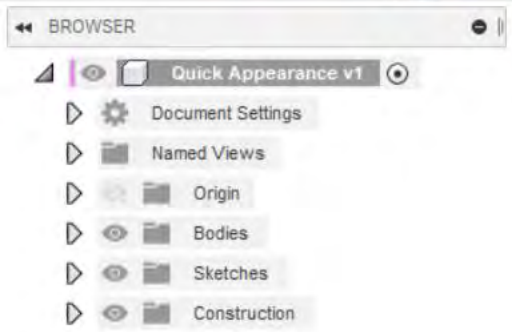 BROWSER
Quick Appearance v1
Document Settings
Named Views
Origin
Bodies
Sketches
Construction